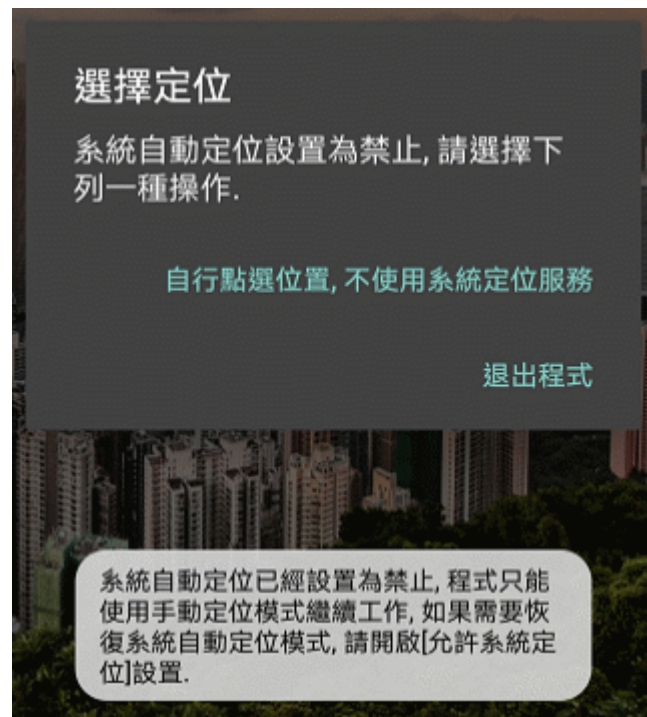 選擇定位
系統自動定位設置為禁止, 請選擇下
列一種操作.
自行點選位置, 不使用系統定位服務
退出程式
系統自動定位已經設置為禁止, 程式只能
使用手動定位模式繼續工作, 如果需要恢
復系統自動定位模式, 請開啟[允許系統定
位]設置.